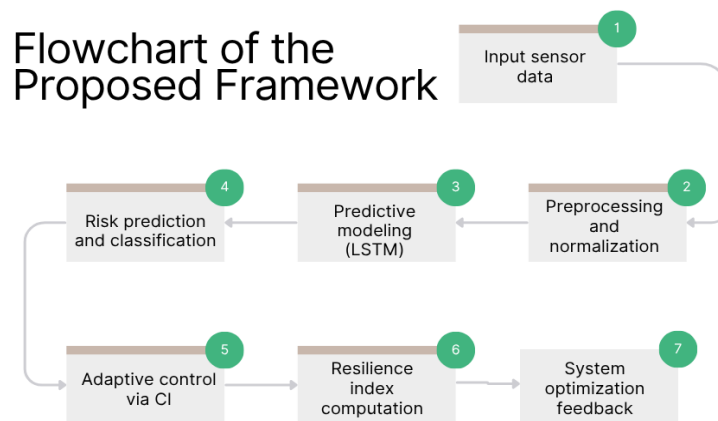 Flowchart of the
Proposed Framework
1
Input sensor
data
2
Preprocessing
and
normalization
3
Predictive
modeling
(LSTM)
4
Risk prediction
and classification
5
Adaptive control
via CI
6
Resilience
index
computation
7
System
optimization
feedback